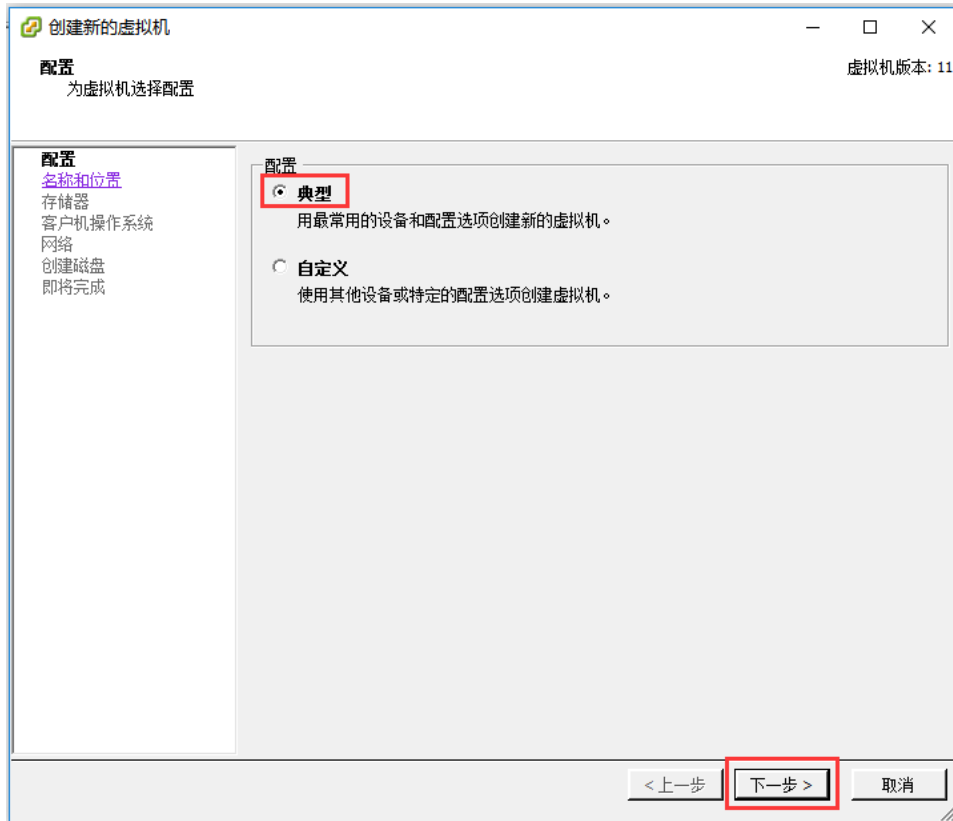 创建新的虚拟机
配置
为虚拟机选择配置
虚拟机版本: 11
配置
名称和位置
存储器
客户机操作系统
网络
创建磁盘
即将完成
配置
典型
用最常用的设备和配置选项创建新的虚拟机。
自定义
使用其他设备或特定的配置选项创建虚拟机。
<上一步
下一步 >
取消